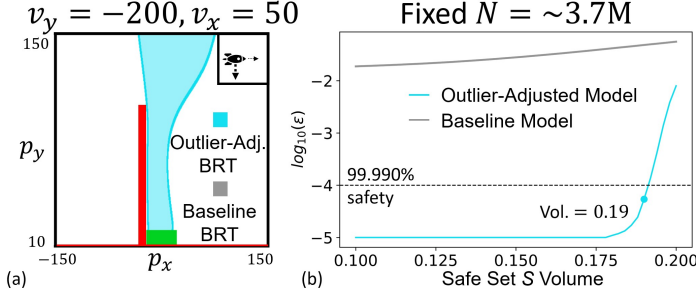 v_y = −200, v_x = 50
150
p_y
10
−150
p_x
150
Outlier-Adj.
BRT
Baseline
BRT
(a)
Fixed N = ~3.7M
log₁₀(ε)
−2
−3
−4
−5
Outlier-Adjusted Model
Baseline Model
99.990%
safety
Vol. = 0.19
0.100
0.125
0.150
0.175
0.200
Safe Set S Volume
(b)